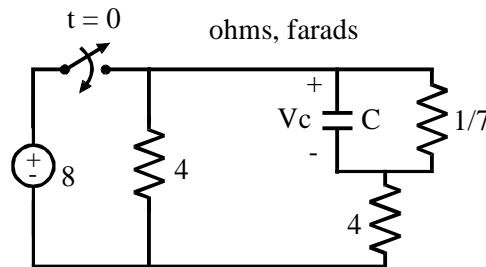 t = 0
ohms, farads
+
Vc C 1/7
-
+
-
8
4
4